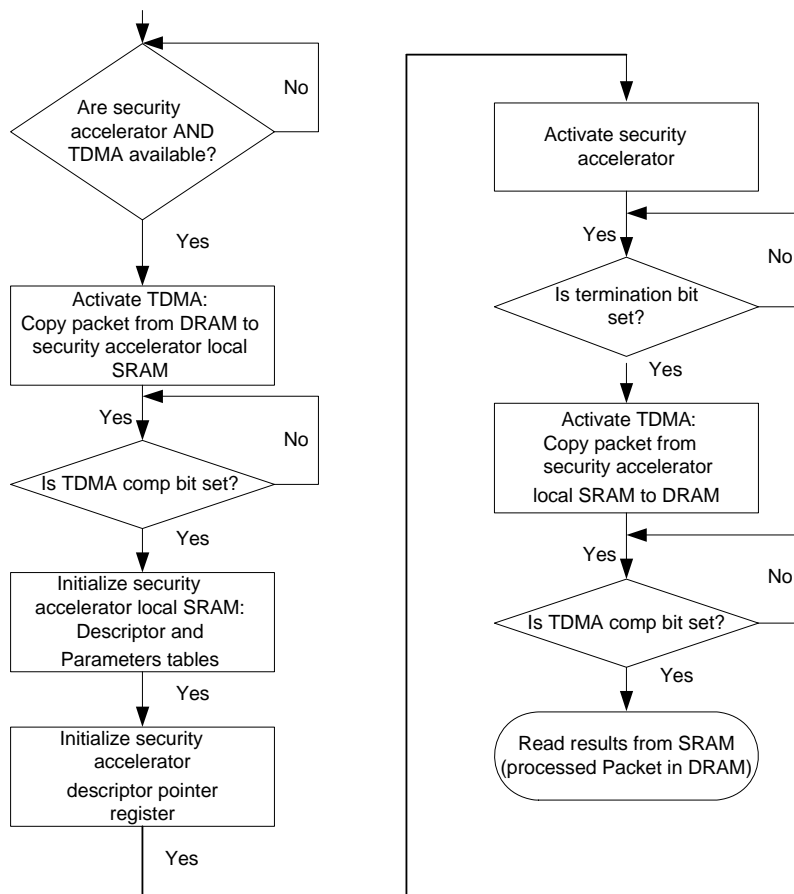 No
Are security
accelerator AND
TDMA available?
Yes
Activate TDMA:
Copy packet from DRAM to
security accelerator local
SRAM
Yes
No
Is TDMA comp bit set?
Yes
Initialize security
accelerator local SRAM:
Descriptor and
Parameters tables
Yes
Initialize security
accelerator
descriptor pointer
register
Yes
Activate security
accelerator
Yes
No
Is termination bit
set?
Yes
Activate TDMA:
Copy packet from
security accelerator
local SRAM to DRAM
Yes
No
Is TDMA comp bit set?
Yes
Read results from SRAM
(processed Packet in DRAM)